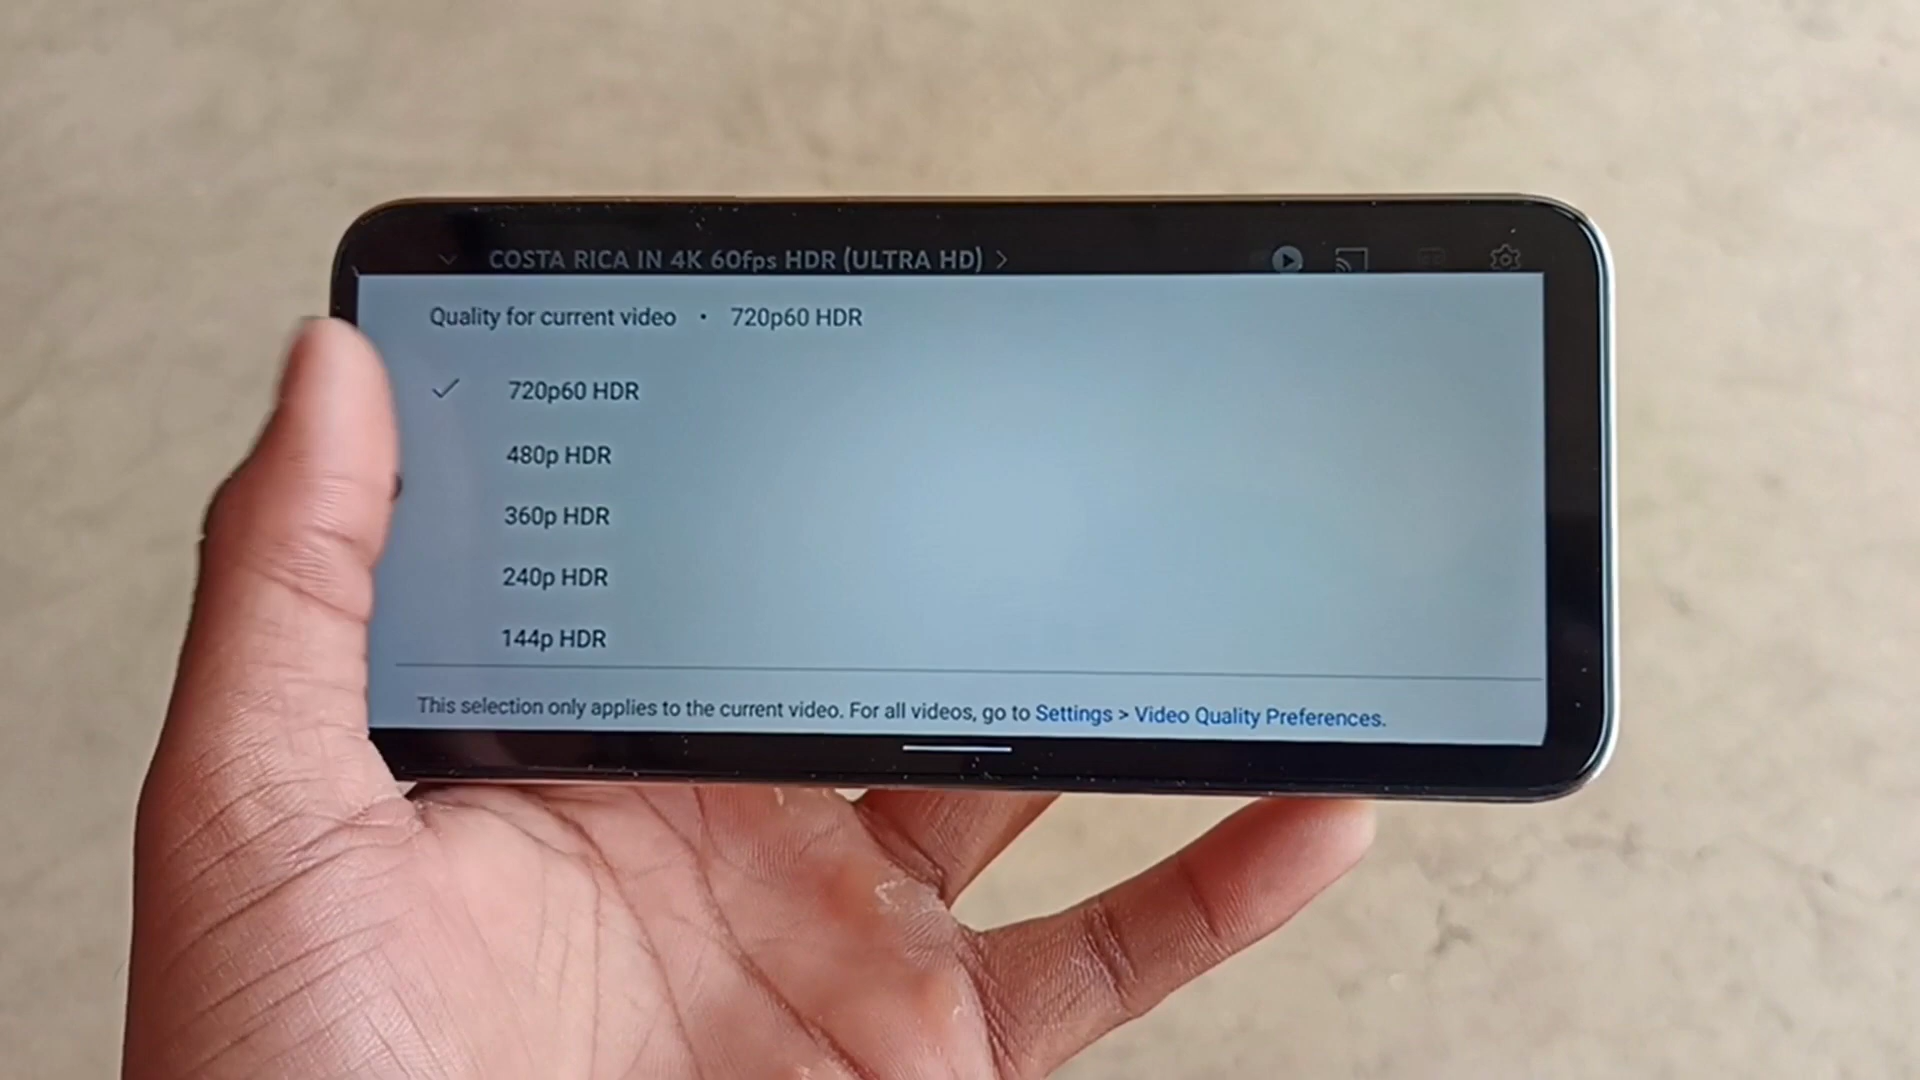 COSTA RICA IN 4K 60fps HDR (ULTRA HD) >
Quality for current video • 720p60 HDR
✓ 720p60 HDR
480p HDR
360p HDR
240p HDR
144p HDR
This selection only applies to the current video. For all videos, go to Settings > Video Quality Preferences.